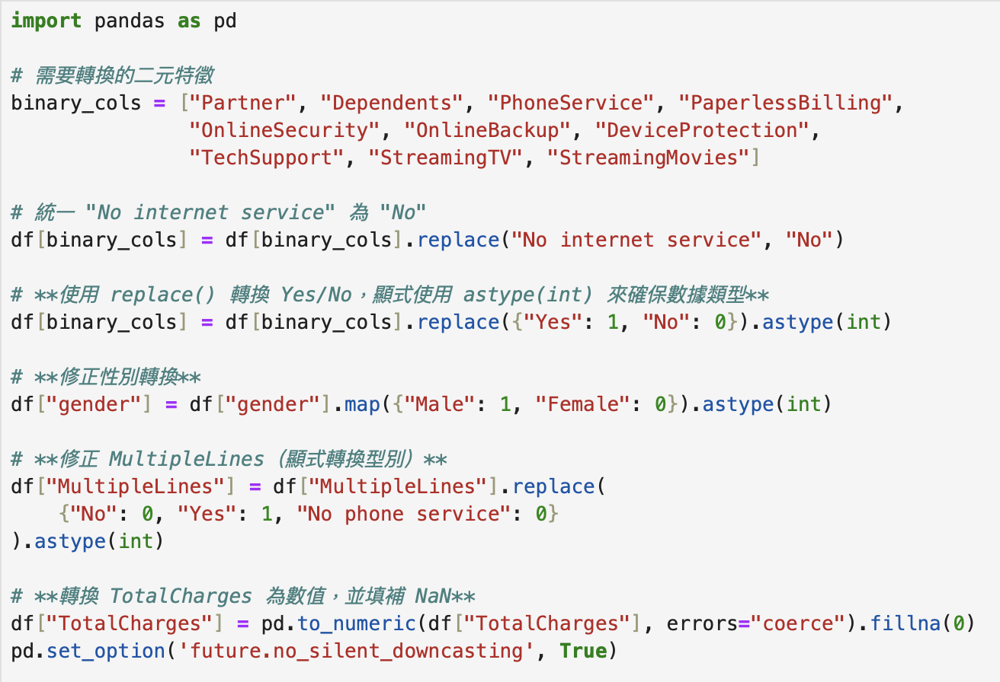 import pandas as pd
# 需要轉換的二元特徵
binary_cols = ["Partner", "Dependents", "PhoneService", "PaperlessBilling",
"OnlineSecurity", "OnlineBackup", "DeviceProtection",
"TechSupport", "StreamingTV", "StreamingMovies"]
# 統一 "No internet service" 為 "No"
df[binary_cols] = df[binary_cols].replace("No internet service", "No")
# **使用 replace() 轉換 Yes/No，顯式使用 astype(int) 來確保數據類型**
df[binary_cols] = df[binary_cols].replace({"Yes": 1, "No": 0}).astype(int)
# **修正性別轉換**
df["gender"] = df["gender"].map({"Male": 1, "Female": 0}).astype(int)
# **修正 MultipleLines（顯式轉換型別）**
df["MultipleLines"] = df["MultipleLines"].replace(
{"No": 0, "Yes": 1, "No phone service": 0}
).astype(int)
# **轉換 TotalCharges 為數值，並填補 NaN**
df["TotalCharges"] = pd.to_numeric(df["TotalCharges"], errors="coerce").fillna(0)
pd.set_option('future.no_silent_downcasting', True)